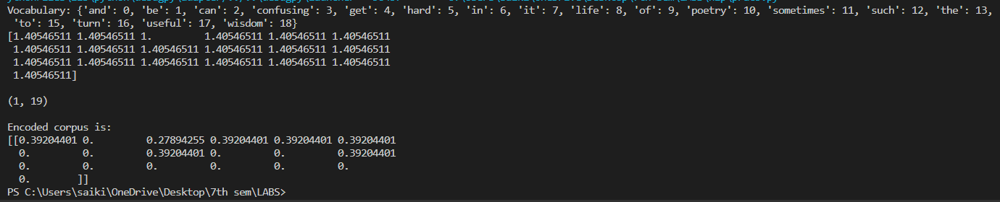 Vocabulary: {'and': 0, 'be': 1, 'can': 2, 'confusing': 3, 'get': 4, 'hard': 5, 'in': 6, 'it': 7, 'life': 8, 'of': 9, 'poetry': 10, 'sometimes': 11, 'such': 12, 'the': 13,
'to': 15, 'turn': 16, 'useful': 17, 'wisdom': 18}
[1.40546511 1.40546511 1. 1.40546511 1.40546511 1.40546511
1.40546511 1.40546511 1.40546511 1.40546511 1.40546511 1.40546511
1.40546511 1.40546511 1.40546511 1.40546511 1.40546511 1.40546511
1.40546511]
(1, 19)
Encoded corpus is:
[[0.39204401 0. 0.27894255 0.39204401 0.39204401 0.39204401
0. 0. 0.39204401 0. 0. 0.39204401
0. 0. 0. 0. 0. 0.
0. ]]
PS C:\Users\saiki\OneDrive\Desktop\7th sem\LABS>